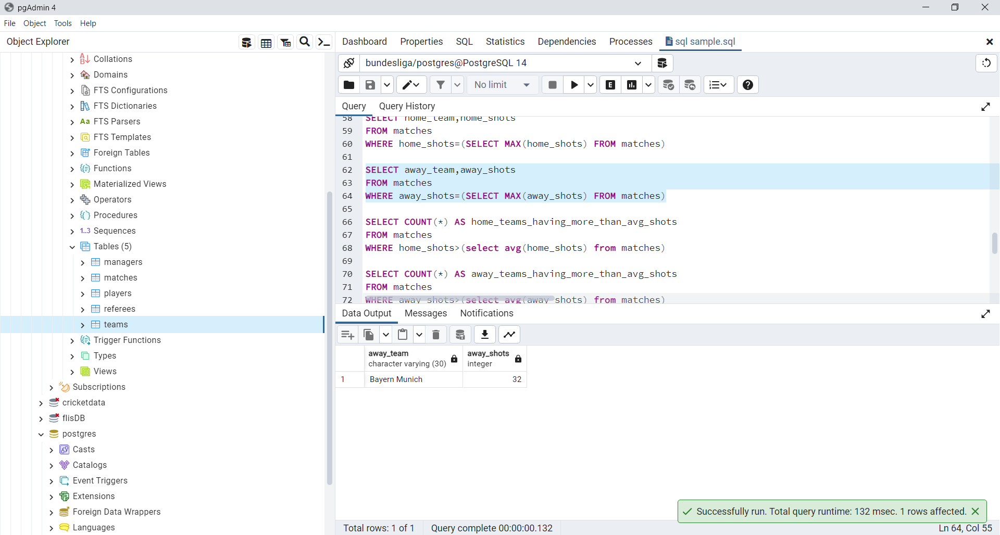 pgAdmin 4
File Object Tools Help
Object Explorer
Collations
Domains
FTS Configurations
FTS Dictionaries
Aa FTS Parsers
FTS Templates
Foreign Tables
Functions
Materialized Views
Operators
Procedures
1..3 Sequences
Tables (5)
managers
matches
players
referees
teams
Trigger Functions
Types
Views
Subscriptions
cricketdata
flisDB
postgres
Casts
Catalogs
Event Triggers
Extensions
Foreign Data Wrappers
Languages
Dashboard Properties SQL Statistics Dependencies Processes sql sample.sql
bundesliga/postgres@PostgreSQL 14
No limit
E
Query Query History
58 SELECT home_team,home_shots
59 FROM matches
60 WHERE home_shots=(SELECT MAX(home_shots) FROM matches)
61
62 SELECT away_team,away_shots
63 FROM matches
64 WHERE away_shots=(SELECT MAX(away_shots) FROM matches)
65
66 SELECT COUNT(*) AS home_teams_having_more_than_avg_shots
67 FROM matches
68 WHERE home_shots>(select avg(home_shots) from matches)
69
70 SELECT COUNT(*) AS away_teams_having_more_than_avg_shots
71 FROM matches
72 WHERE away_shots>(select avg(away_shots) from matches)
Data Output Messages Notifications
away_team away_shots
character varying (30) integer
1 Bayern Munich 32
Successfully run. Total query runtime: 132 msec. 1 rows affected.
Total rows: 1 of 1 Query complete 00:00:00.132 Ln 64, Col 55